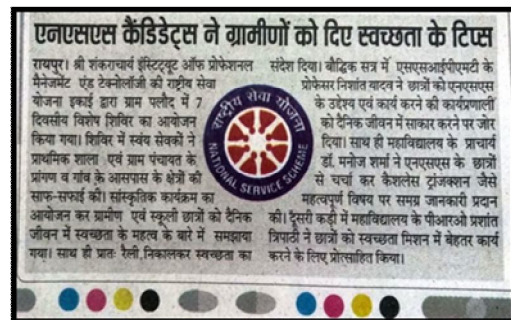 एनएसएस कैंडिडेट्स ने ग्रामीणों को दिए स्वच्छता के टिप्स
रायपुर। श्री शंकराचार्य इंस्टिट्यूट ऑफ प्रोफेशनल
मैनेजमेंट एंड टेक्नोलॉजी की राष्ट्रीय सेवा
योजना इकाई द्वारा ग्राम पलौद में 7
दिवसीय विशेष शिविर का आयोजन
किया गया। शिविर में स्वयं सेवकों ने
प्राथमिक शाला एवं ग्राम पंचायत के
प्रांगण व गांव के आसपास के क्षेत्रों की
साफ-सफाई की। सांस्कृतिक कार्यक्रम का
आयोजन कर ग्रामीण एवं स्कूली छात्रों को दैनिक
जीवन में स्वच्छता के महत्व के बारे में समझाया
गया। साथ ही प्रातः रैली निकालकर स्वच्छता का
राष्ट्रीय सेवा योजना
NATIONAL SERVICE SCHEME
संदेश दिया। बौद्धिक सत्र में एसएसआईपीएमटी के
प्रोफेसर निशांत यादव ने छात्रों को एनएसएस
के उद्देश्य एवं कार्य करने की कार्यप्रणाली
को दैनिक जीवन में साकार करने पर जोर
दिया। साथ ही महाविद्यालय के प्राचार्य
डॉ. मनोज शर्मा ने एनएसएस के छात्रों
से चर्चा कर कैशलेस ट्रांजक्शन जैसे
महत्वपूर्ण विषय पर समग्र जानकारी प्रदान
की। दूसरी कड़ी में महाविद्यालय के पीआरओ प्रशांत
त्रिपाठी ने छात्रों को स्वच्छता मिशन में बेहतर कार्य
करने के लिए प्रोत्साहित किया।